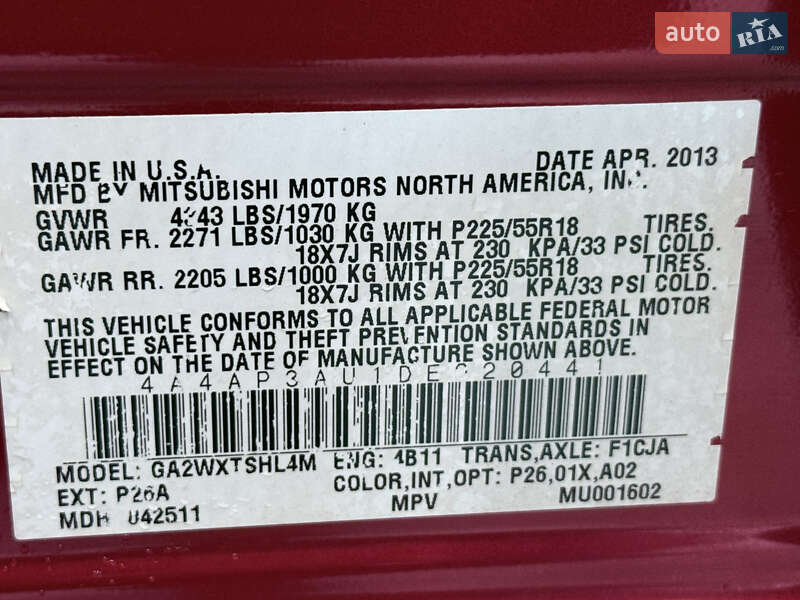 auto RIA.com
MADE IN U.S.A. DATE APR. 2013
MFD BY MITSUBISHI MOTORS NORTH AMERICA, INC.
GVWR 4343 LBS/1970 KG
GAWR FR. 2271 LBS/1030 KG WITH P225/55R18 TIRES.
18X7J RIMS AT 230 KPA/33 PSI COLD.
GAWR RR. 2205 LBS/1000 KG WITH P225/55R18 TIRES.
18X7J RIMS AT 230 KPA/33 PSI COLD.
THIS VEHICLE CONFORMS TO ALL APPLICABLE FEDERAL MOTOR
VEHICLE SAFETY AND THEFT PREVENTION STANDARDS IN
EFFECT ON THE DATE OF MANUFACTURE SHOWN ABOVE.
MODEL: GA2WXTSHL4M ENG: 4B11 TRANS,AXLE: F1CJA
EXT: P26A COLOR,INT,OPT: P26,01X,A02
MDH 042511 MPV MU001602